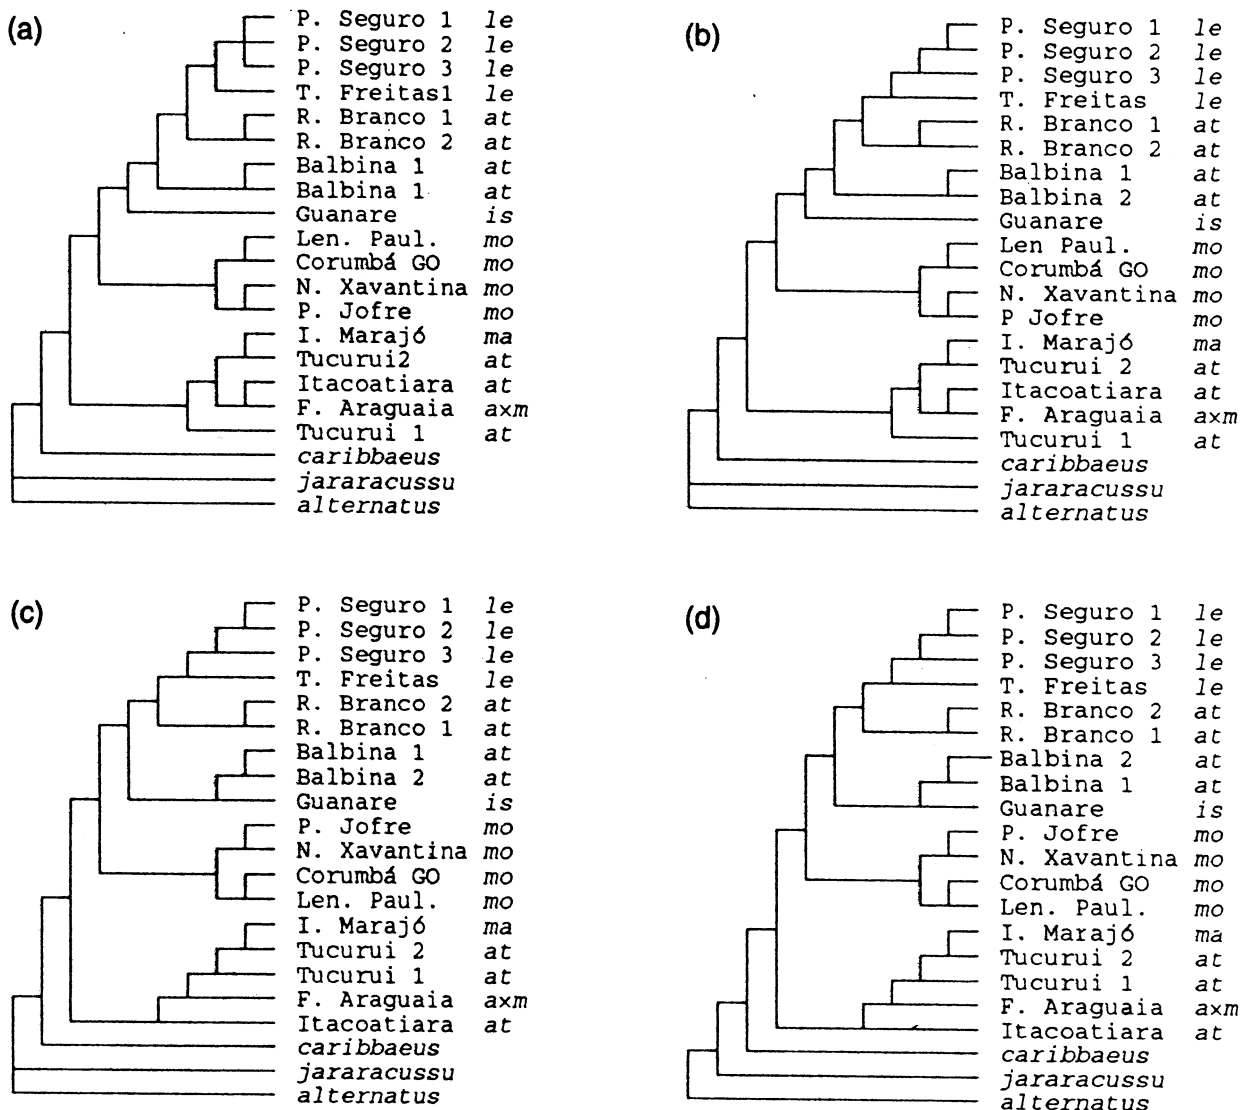 (a)
P. Seguro 1 le
P. Seguro 2 le
P. Seguro 3 le
T. Freitas1 le
R. Branco 1 at
R. Branco 2 at
Balbina 1 at
Balbina 1 at
Guanare is
Len. Paul. mo
Corumbá GO mo
N. Xavantina mo
P. Jofre mo
I. Marajó ma
Tucurui2 at
Itacoatiara at
F. Araguaia a×m
Tucurui 1 at
caribbaeus
jararacussu
alternatus
(b)
P. Seguro 1 le
P. Seguro 2 le
P. Seguro 3 le
T. Freitas le
R. Branco 1 at
R. Branco 2 at
Balbina 1 at
Balbina 2 at
Guanare is
Len Paul. mo
Corumbá GO mo
N. Xavantina mo
P Jofre mo
I. Marajó ma
Tucurui 2 at
Itacoatiara at
F. Araguaia a×m
Tucurui 1 at
caribbaeus
jararacussu
alternatus
(c)
P. Seguro 1 le
P. Seguro 2 le
P. Seguro 3 le
T. Freitas le
R. Branco 2 at
R. Branco 1 at
Balbina 1 at
Balbina 2 at
Guanare is
P. Jofre mo
N. Xavantina mo
Corumbá GO mo
Len. Paul. mo
I. Marajó ma
Tucurui 2 at
Tucurui 1 at
F. Araguaia a×m
Itacoatiara at
caribbaeus
jararacussu
alternatus
(d)
P. Seguro 1 le
P. Seguro 2 le
P. Seguro 3 le
T. Freitas le
R. Branco 2 at
R. Branco 1 at
Balbina 2 at
Balbina 1 at
Guanare is
P. Jofre mo
N. Xavantina mo
Corumbá GO mo
Len. Paul. mo
I. Marajó ma
Tucurui 2 at
Tucurui 1 at
F. Araguaia a×m
Itacoatiara at
caribbaeus
jararacussu
alternatus